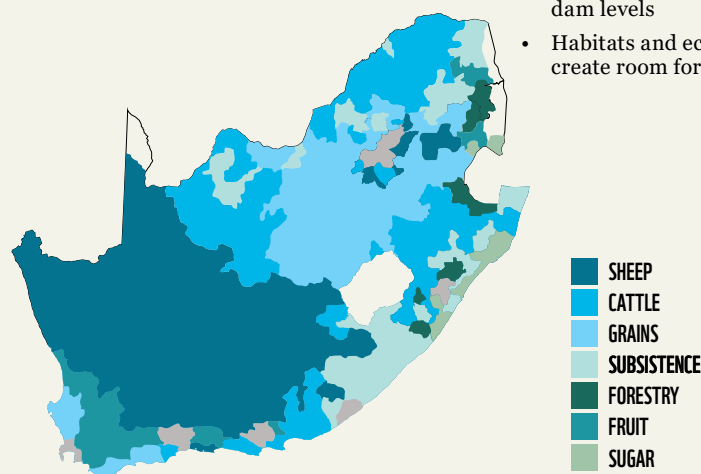 dam levels
• Habitats and ec
create room for
SHEEP
CATTLE
GRAINS
SUBSISTENCE
FORESTRY
FRUIT
SUGAR